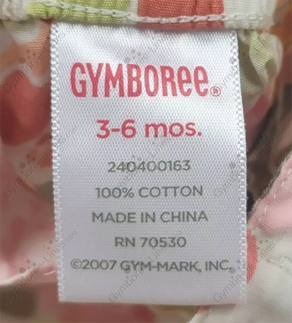 GYMBOREE®
3-6 mos.
240400163
100% COTTON
MADE IN CHINA
RN 70530
©2007 GYM-MARK, INC.